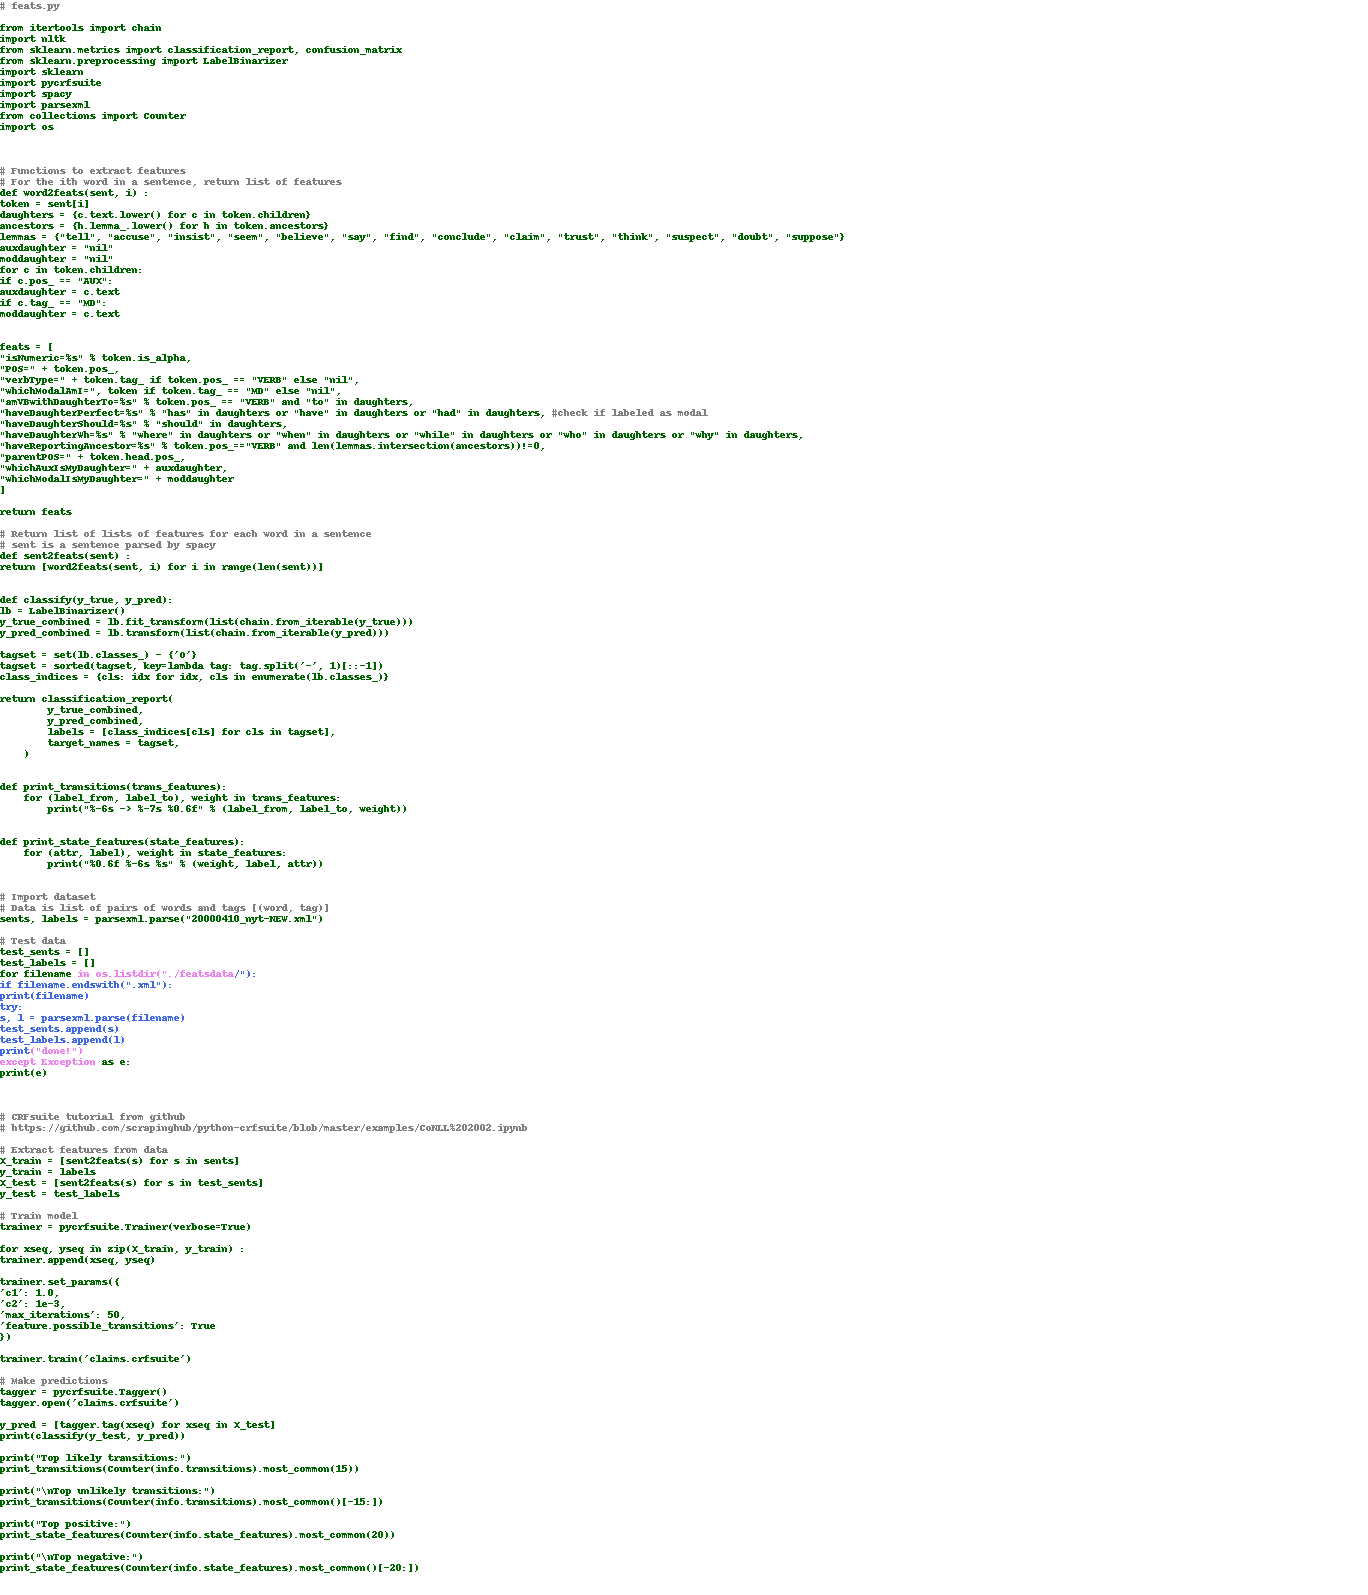 # feats.py
from itertools import chain
import nltk
from sklearn.metrics import classification_report, confusion_matrix
from sklearn.preprocessing import LabelBinarizer
import sklearn
import pycrfsuite
import spacy
import parsexml
from collections import Counter
import os
# Functions to extract features
# For the ith word in a sentence, return list of features
def word2feats(sent, i) :
token = sent[i]
daughters = {c.text.lower() for c in token.children}
ancestors = {h.lemma_.lower() for h in token.ancestors}
lemmas = {"tell", "accuse", "insist", "seem", "believe", "say", "find", "conclude", "claim", "trust", "think", "suspect", "doubt", "suppose"}
auxdaughter = "nil"
moddaughter = "nil"
for c in token.children:
if c.pos_ == "AUX":
auxdaughter = c.text
if c.tag_ == "MD":
moddaughter = c.text
feats = [
"isNumeric=%s" % token.is_alpha,
"POS=" + token.pos_,
"verbType=" + token.tag_ if token.pos_ == "VERB" else "nil",
"whichModalAmI=", token if token.tag_ == "MD" else "nil",
"amVBwithDaughterTo=%s" % token.pos_ == "VERB" and "to" in daughters,
"haveDaughterPerfect=%s" % "has" in daughters or "have" in daughters or "had" in daughters, #check if labeled as modal
"haveDaughterShould=%s" % "should" in daughters,
"haveDaughterWh=%s" % "where" in daughters or "when" in daughters or "while" in daughters or "who" in daughters or "why" in daughters,
"haveReportingAncestor=%s" % token.pos_=="VERB" and len(lemmas.intersection(ancestors))!=0,
"parentPOS=" + token.head.pos_,
"whichAuxIsMyDaughter=" + auxdaughter,
"whichModalIsMyDaughter=" + moddaughter
]
return feats
# Return list of lists of features for each word in a sentence
# sent is a sentence parsed by spacy
def sent2feats(sent) :
return [word2feats(sent, i) for i in range(len(sent))]
def classify(y_true, y_pred):
lb = LabelBinarizer()
y_true_combined = lb.fit_transform(list(chain.from_iterable(y_true)))
y_pred_combined = lb.transform(list(chain.from_iterable(y_pred)))
tagset = set(lb.classes_) - {'O'}
tagset = sorted(tagset, key=lambda tag: tag.split('-', 1)[::-1])
class_indices = {cls: idx for idx, cls in enumerate(lb.classes_)}
return classification_report(
y_true_combined,
y_pred_combined,
labels = [class_indices[cls] for cls in tagset],
target_names = tagset,
)
def print_transitions(trans_features):
for (label_from, label_to), weight in trans_features:
print("%-6s -> %-7s %0.6f" % (label_from, label_to, weight))
def print_state_features(state_features):
for (attr, label), weight in state_features:
print("%0.6f %-6s %s" % (weight, label, attr))
# Import dataset
# Data is list of pairs of words and tags [(word, tag)]
sents, labels = parsexml.parse("20000410_nyt-NEW.xml")
# Test data
test_sents = []
test_labels = []
for filename in os.listdir("./featsdata/"):
if filename.endswith(".xml"):
print(filename)
try:
s, l = parsexml.parse(filename)
test_sents.append(s)
test_labels.append(l)
print("done!")
except Exception as e:
print(e)
# CRFsuite tutorial from github
# https://github.com/scrapinghub/python-crfsuite/blob/master/examples/CoNLL%202002.ipynb
# Extract features from data
X_train = [sent2feats(s) for s in sents]
y_train = labels
X_test = [sent2feats(s) for s in test_sents]
y_test = test_labels
# Train model
trainer = pycrfsuite.Trainer(verbose=True)
for xseq, yseq in zip(X_train, y_train) :
trainer.append(xseq, yseq)
trainer.set_params({
'c1': 1.0,
'c2': 1e-3,
'max_iterations': 50,
'feature.possible_transitions': True
})
trainer.train('claims.crfsuite')
# Make predictions
tagger = pycrfsuite.Tagger()
tagger.open('claims.crfsuite')
y_pred = [tagger.tag(xseq) for xseq in X_test]
print(classify(y_test, y_pred))
print("Top likely transitions:")
print_transitions(Counter(info.transitions).most_common(15))
print("\nTop unlikely transitions:")
print_transitions(Counter(info.transitions).most_common()[-15:])
print("Top positive:")
print_state_features(Counter(info.state_features).most_common(20))
print("\nTop negative:")
print_state_features(Counter(info.state_features).most_common()[-20:])